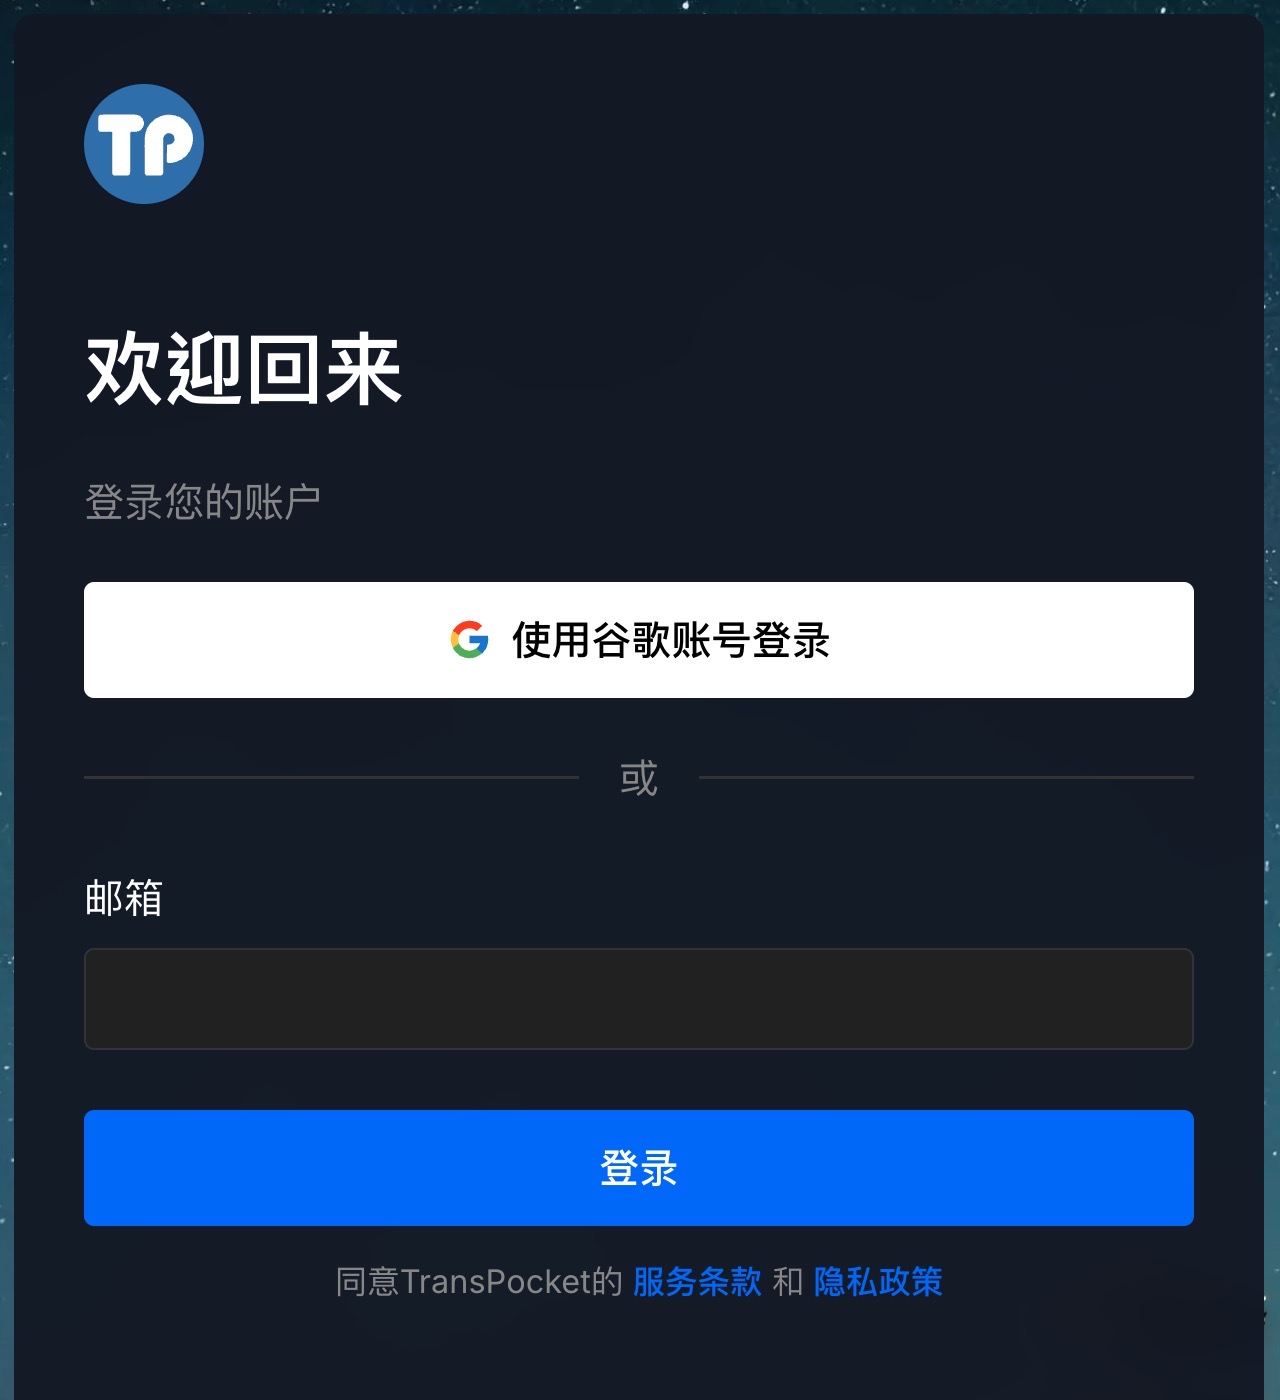 TP
欢迎回来
登录您的账户
使用谷歌账号登录
或
邮箱
登录
同意TransPocket的 服务条款 和 隐私政策